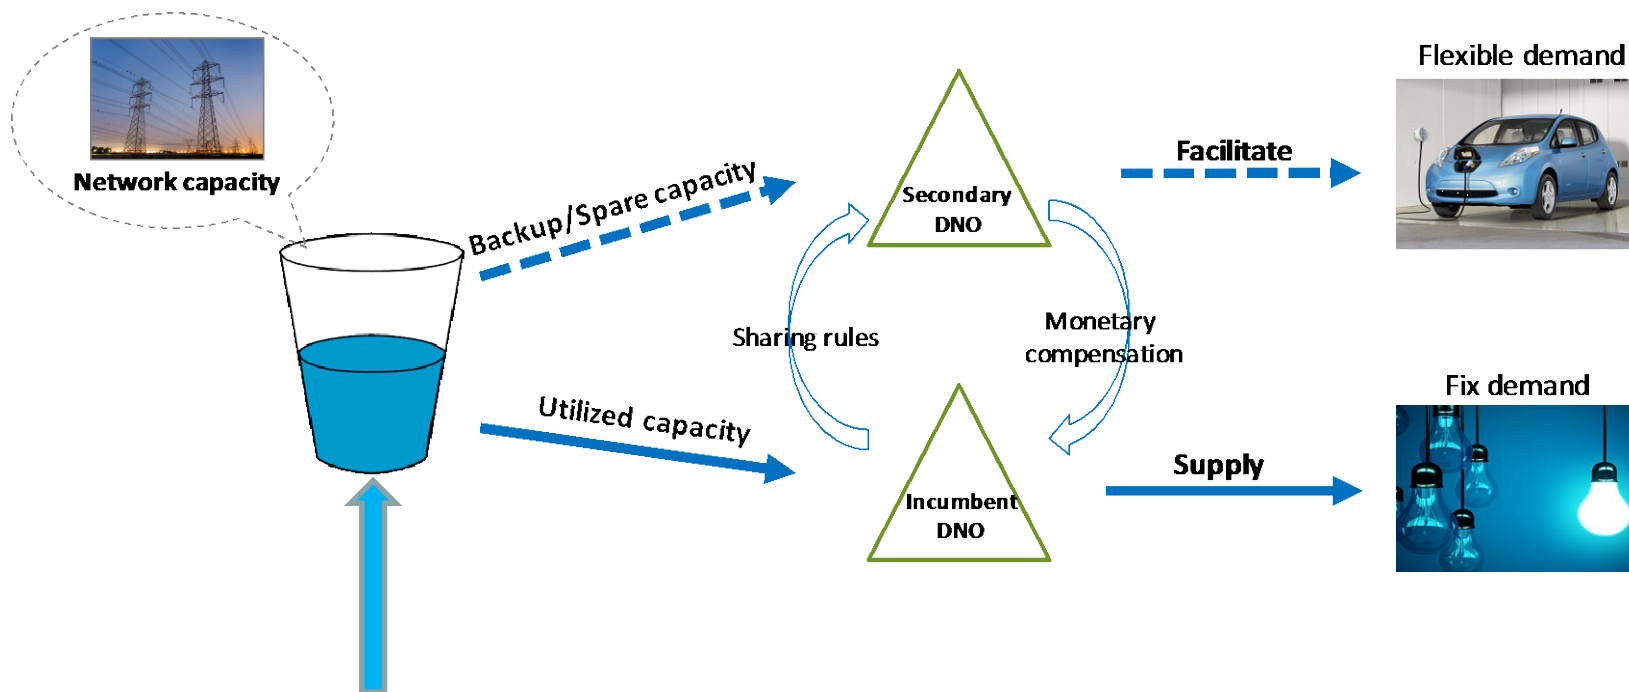 Flexible demand
Network capacity
Backup/Spare capacity
Secondary
DNO
Facilitate
Sharing rules
Monetary
compensation
Utilized capacity
Incumbent
DNO
Supply
Fix demand